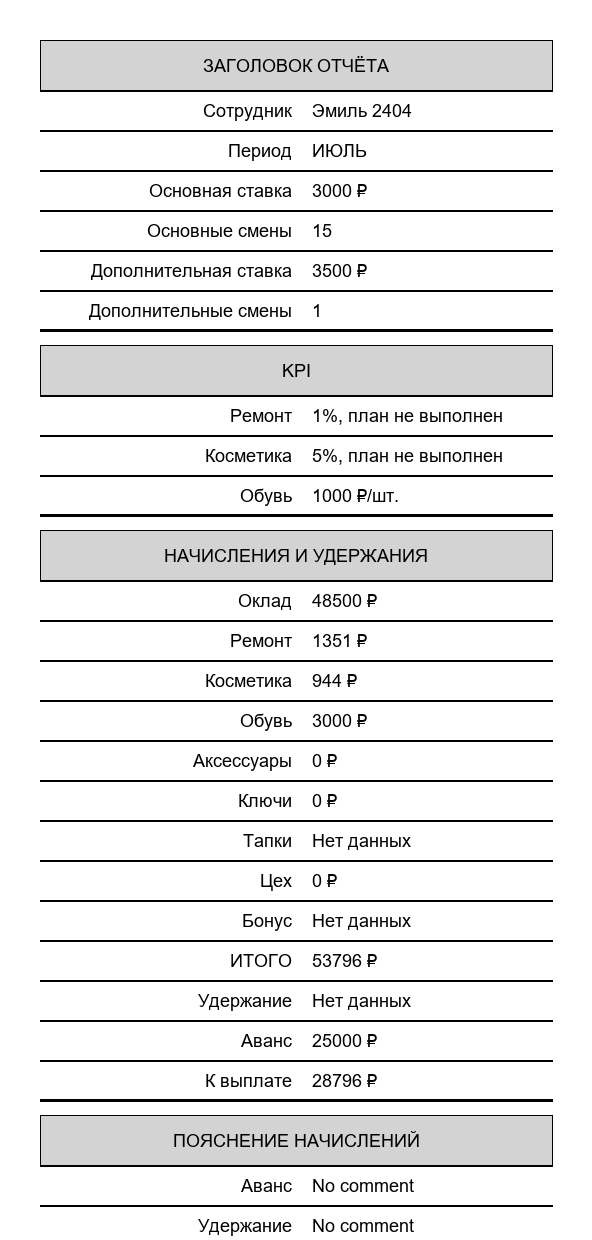 ЗАГОЛОВОК ОТЧЁТА
Сотрудник Эмиль 2404
Период ИЮЛЬ
Основная ставка 3000 ₽
Основные смены 15
Дополнительная ставка 3500 ₽
Дополнительные смены 1
KPI
Ремонт 1%, план не выполнен
Косметика 5%, план не выполнен
Обувь 1000 ₽/шт.
НАЧИСЛЕНИЯ И УДЕРЖАНИЯ
Оклад 48500 ₽
Ремонт 1351 ₽
Косметика 944 ₽
Обувь 3000 ₽
Аксессуары 0 ₽
Ключи 0 ₽
Тапки Нет данных
Цех 0 ₽
Бонус Нет данных
ИТОГО 53796 ₽
Удержание Нет данных
Аванс 25000 ₽
К выплате 28796 ₽
ПОЯСНЕНИЕ НАЧИСЛЕНИЙ
Аванс No comment
Удержание No comment